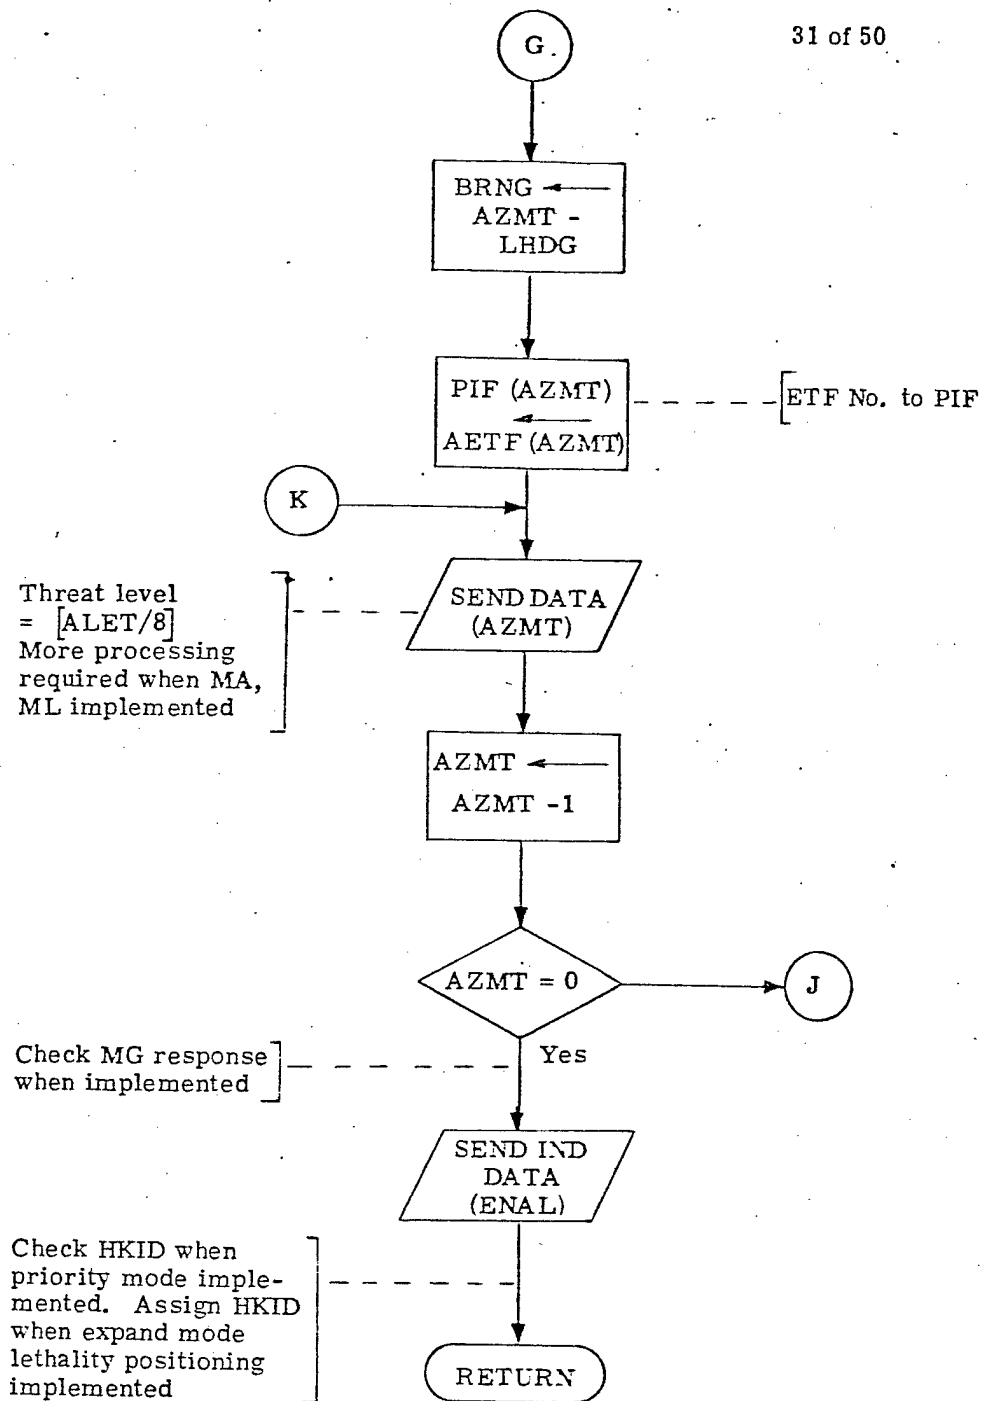 31 of 50
G.
BRNG ←
AZMT -
LHDG
PIF (AZMT)
←
AETF (AZMT)
ETF No. to PIF
K
Threat level
= [ALET/8]
More processing
required when MA,
ML implemented
SEND DATA
(AZMT)
AZMT ←
AZMT -1
AZMT = 0
J
Yes
Check MG response
when implemented
SEND IND
DATA
(ENAL)
Check HKID when
priority mode imple-
mented. Assign HKID
when expand mode
lethality positioning
implemented
RETURN